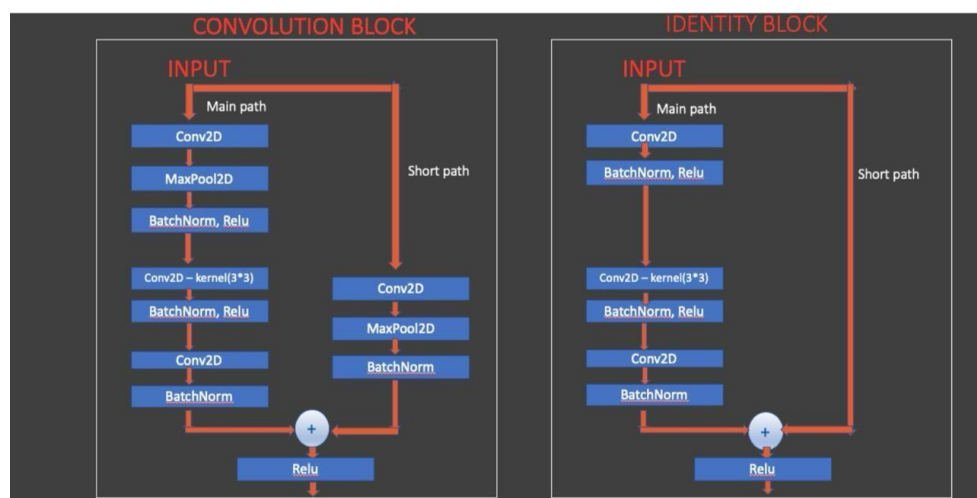 CONVOLUTION BLOCK
INPUT
Main path
Conv2D
MaxPool2D
BatchNorm, Relu
Conv2D – kernel(3*3)
BatchNorm, Relu
Conv2D
BatchNorm
Short path
Conv2D
MaxPool2D
BatchNorm
+
Relu
IDENTITY BLOCK
INPUT
Main path
Conv2D
BatchNorm, Relu
Conv2D – kernel(3*3)
BatchNorm, Relu
Conv2D
BatchNorm
Short path
+
Relu